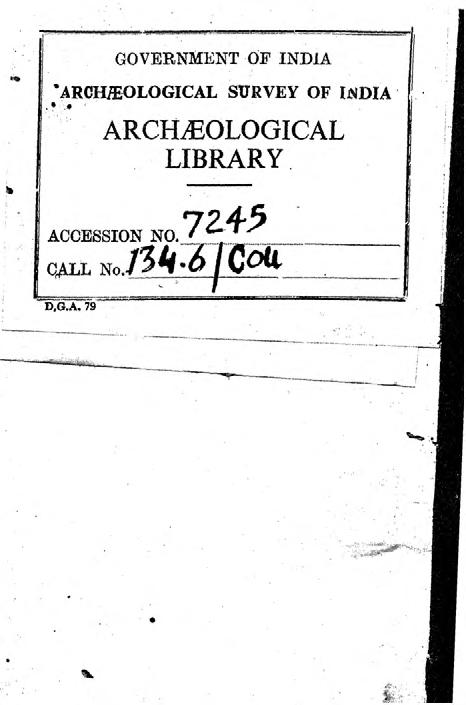 GOVERNMENT OF INDIA
ARCHÆOLOGICAL SURVEY OF INDIA
ARCHÆOLOGICAL
LIBRARY
ACCESSION NO. 7245
CALL No. 134.6/Cou
D.G.A. 79